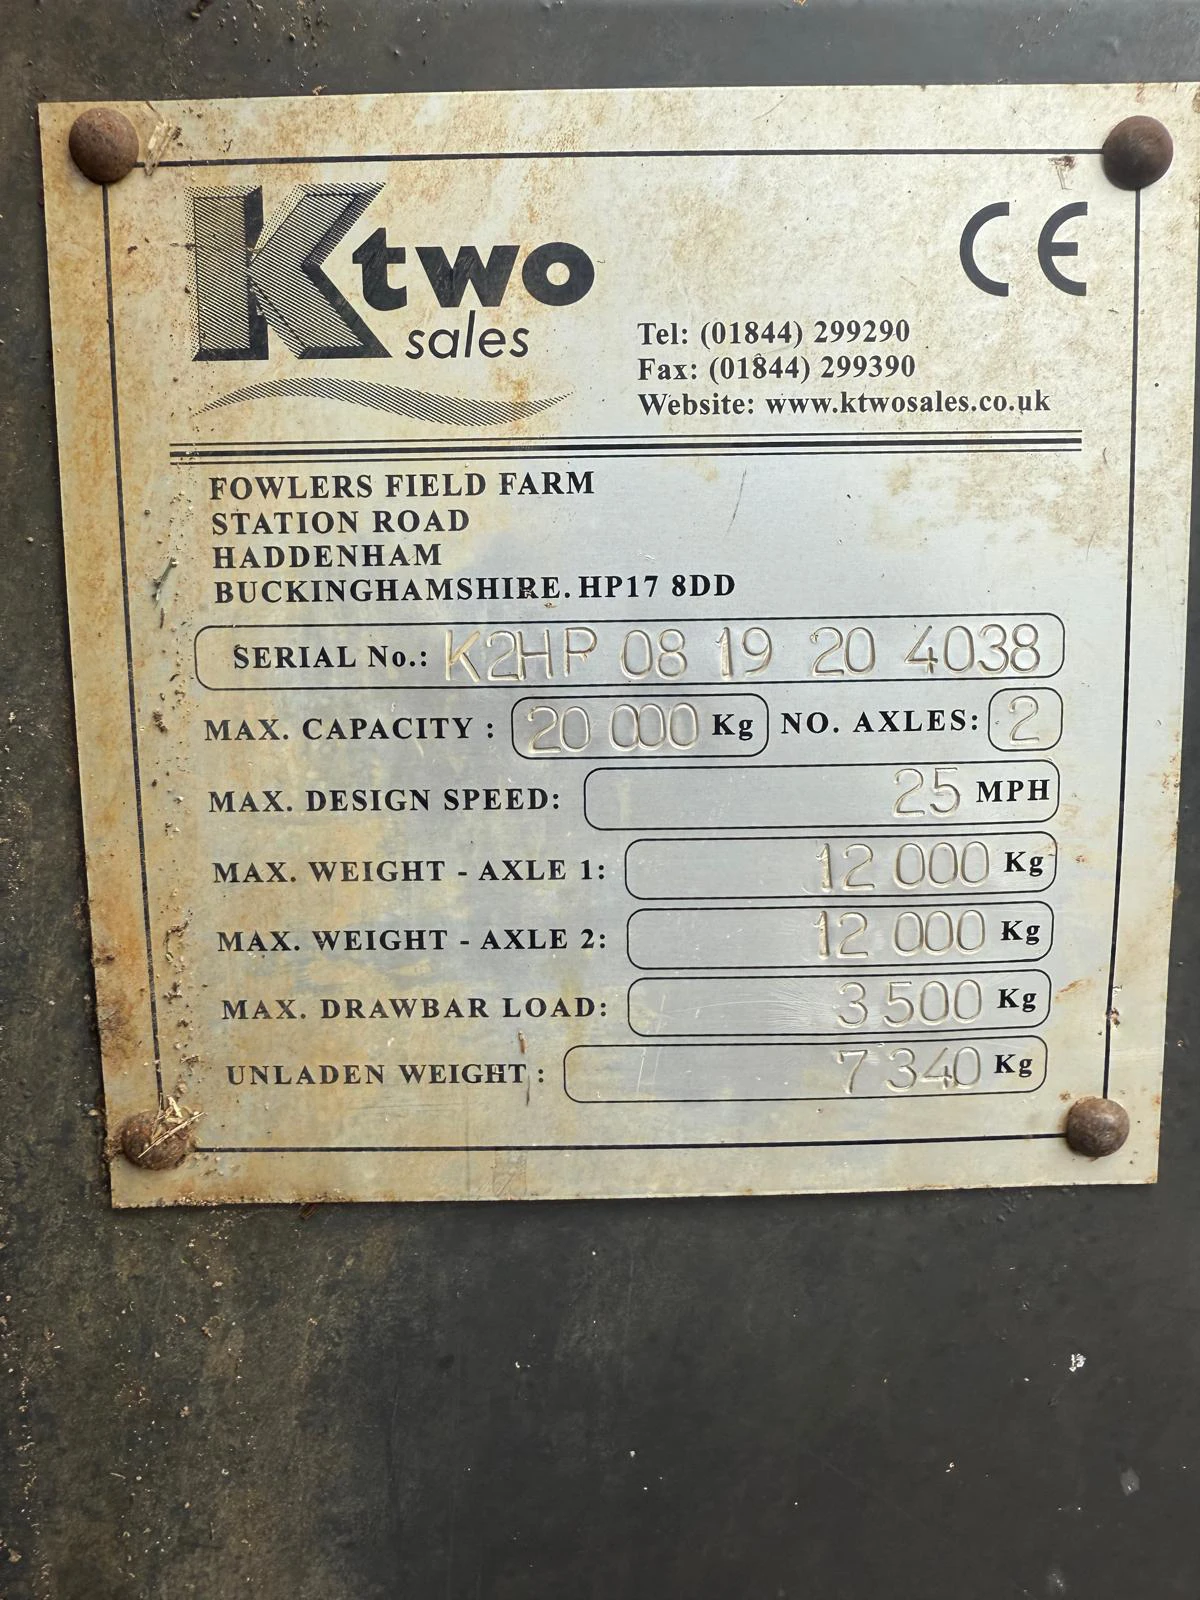 Ktwo
sales
CE
Tel: (01844) 299290
Fax: (01844) 299390
Website: www.ktwosales.co.uk
FOWLERS FIELD FARM
STATION ROAD
HADDENHAM
BUCKINGHAMSHIRE. HP17 8DD
SERIAL No.: K2HP 08 19 20 4038
MAX. CAPACITY : 20 000 Kg NO. AXLES: 2
MAX. DESIGN SPEED: 25 MPH
MAX. WEIGHT - AXLE 1: 12 000 Kg
MAX. WEIGHT - AXLE 2: 12 000 Kg
MAX. DRAWBAR LOAD: 3 500 Kg
UNLADEN WEIGHT : 7 340 Kg